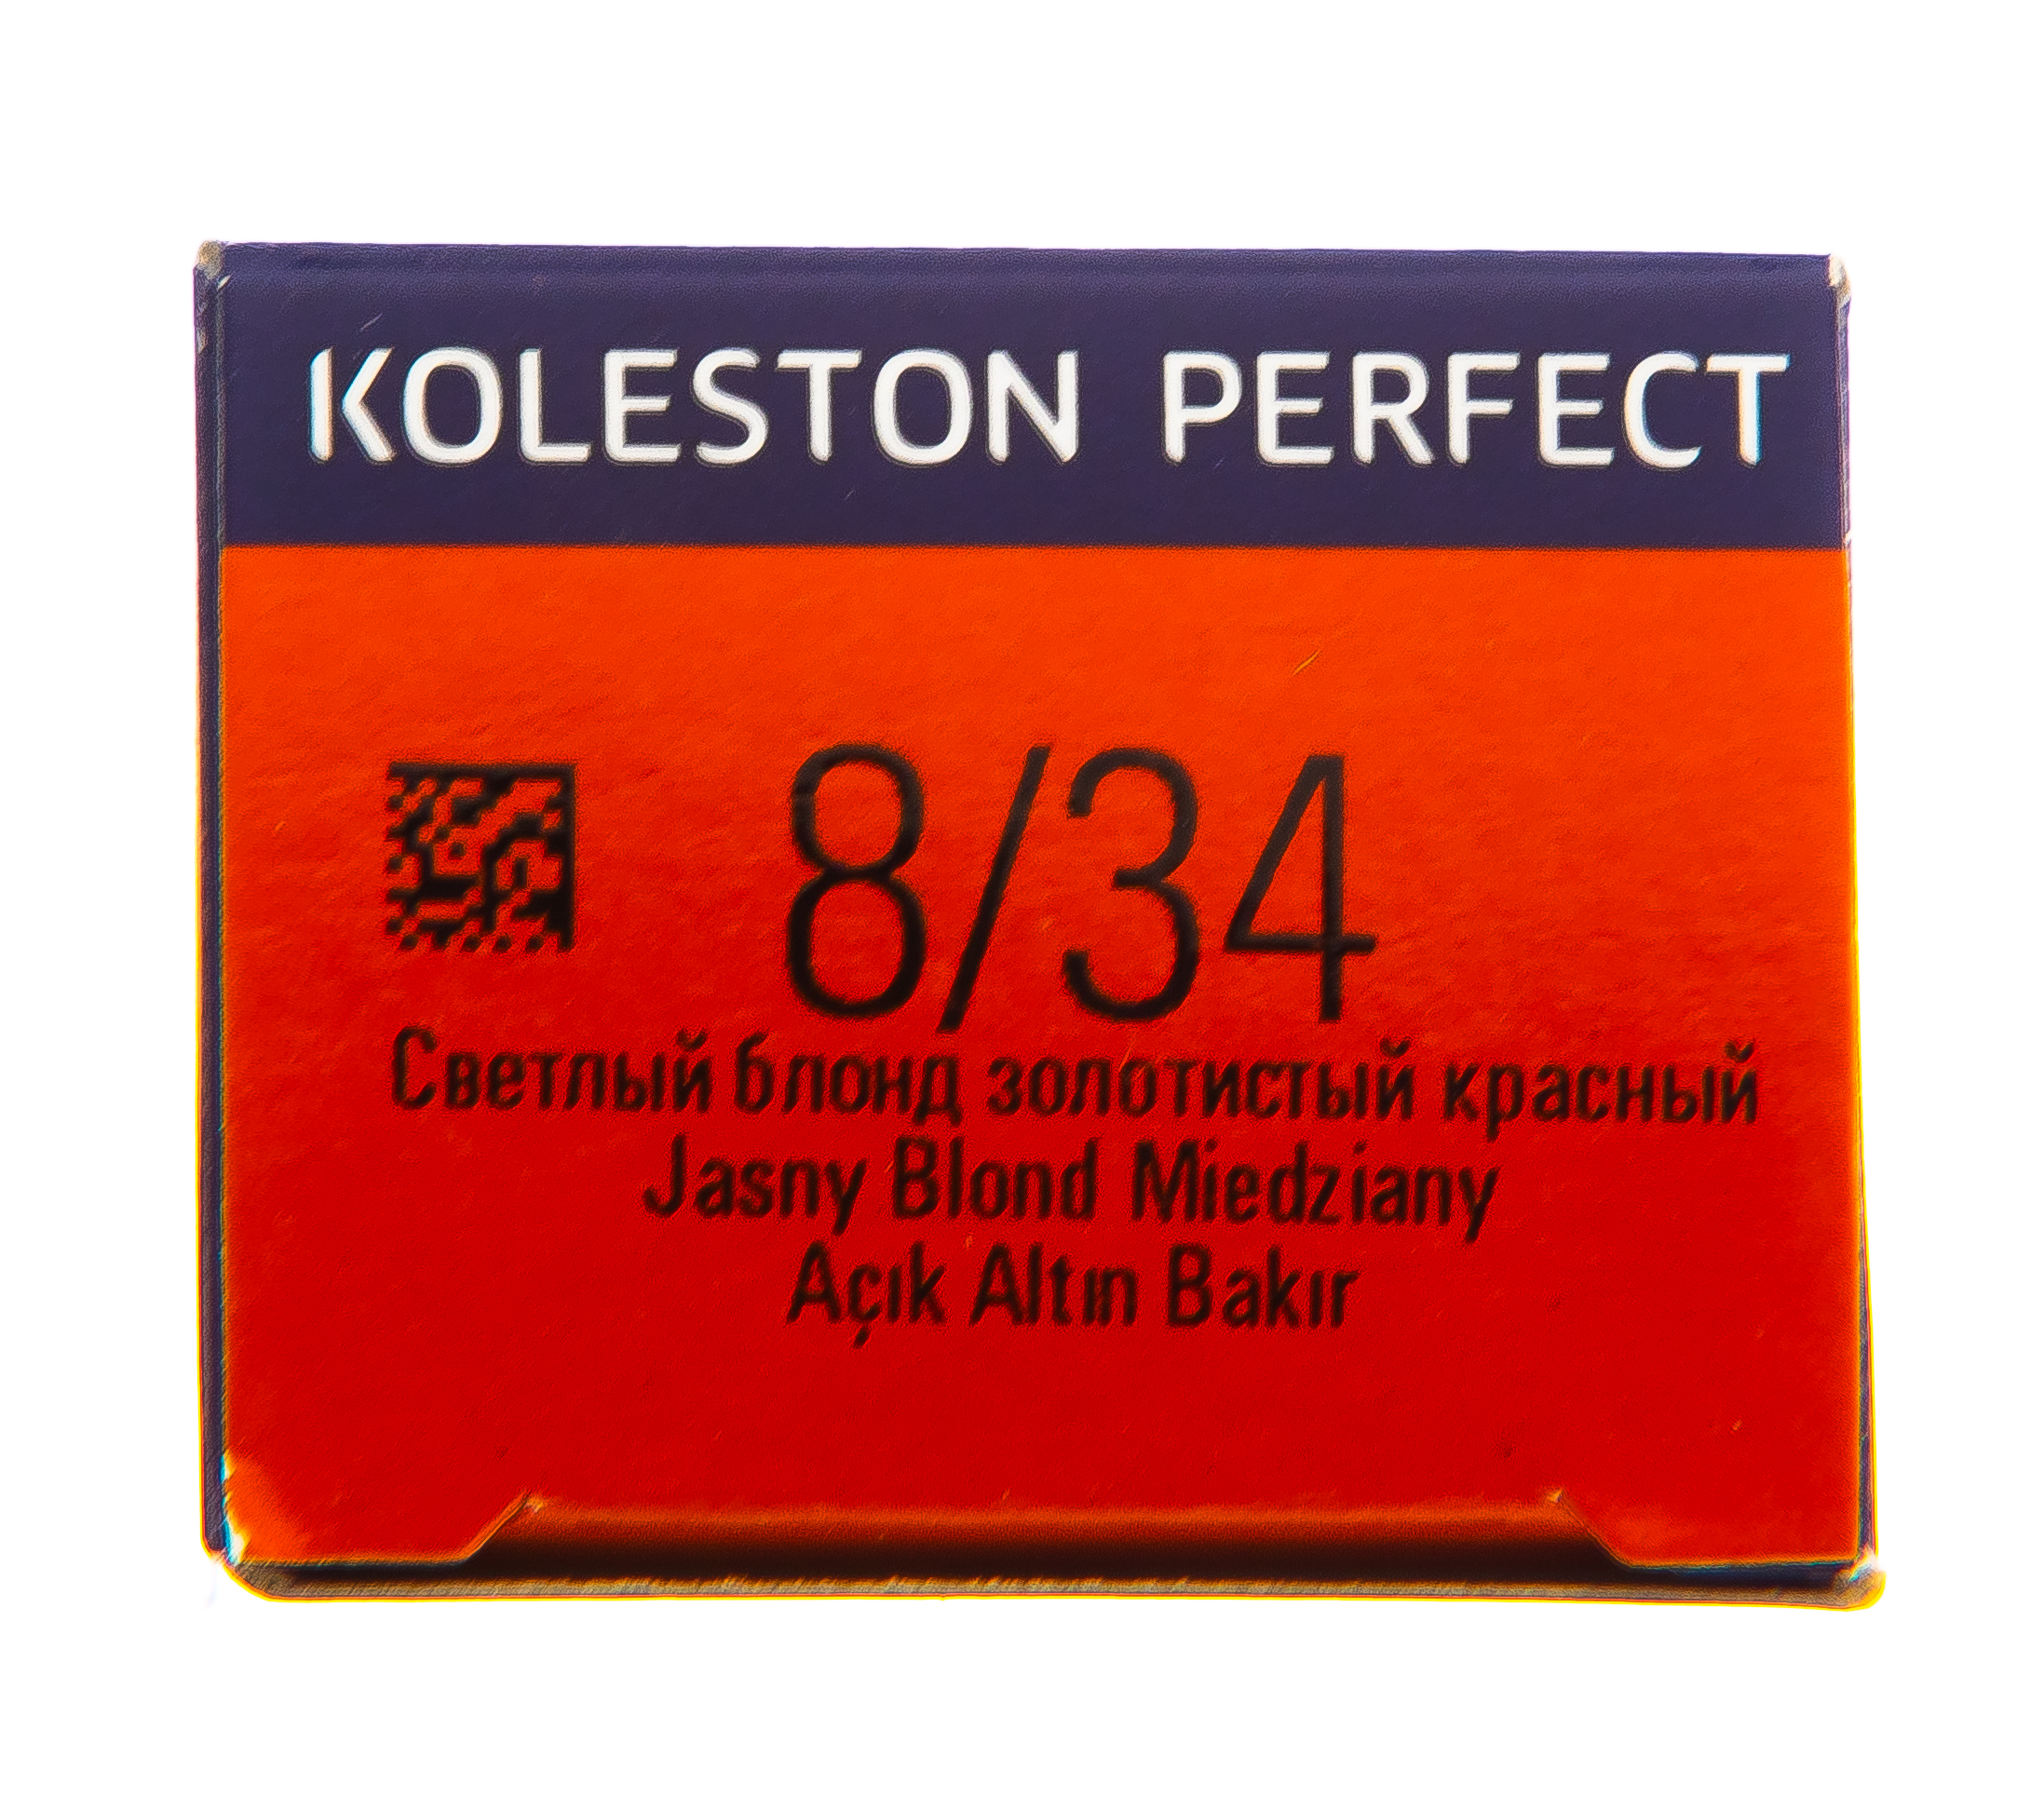 KOLESTON PERFECT
8/34
Светлый блонд золотистый красный
Jasny Blond Miedziany
Açık Altın Bakır